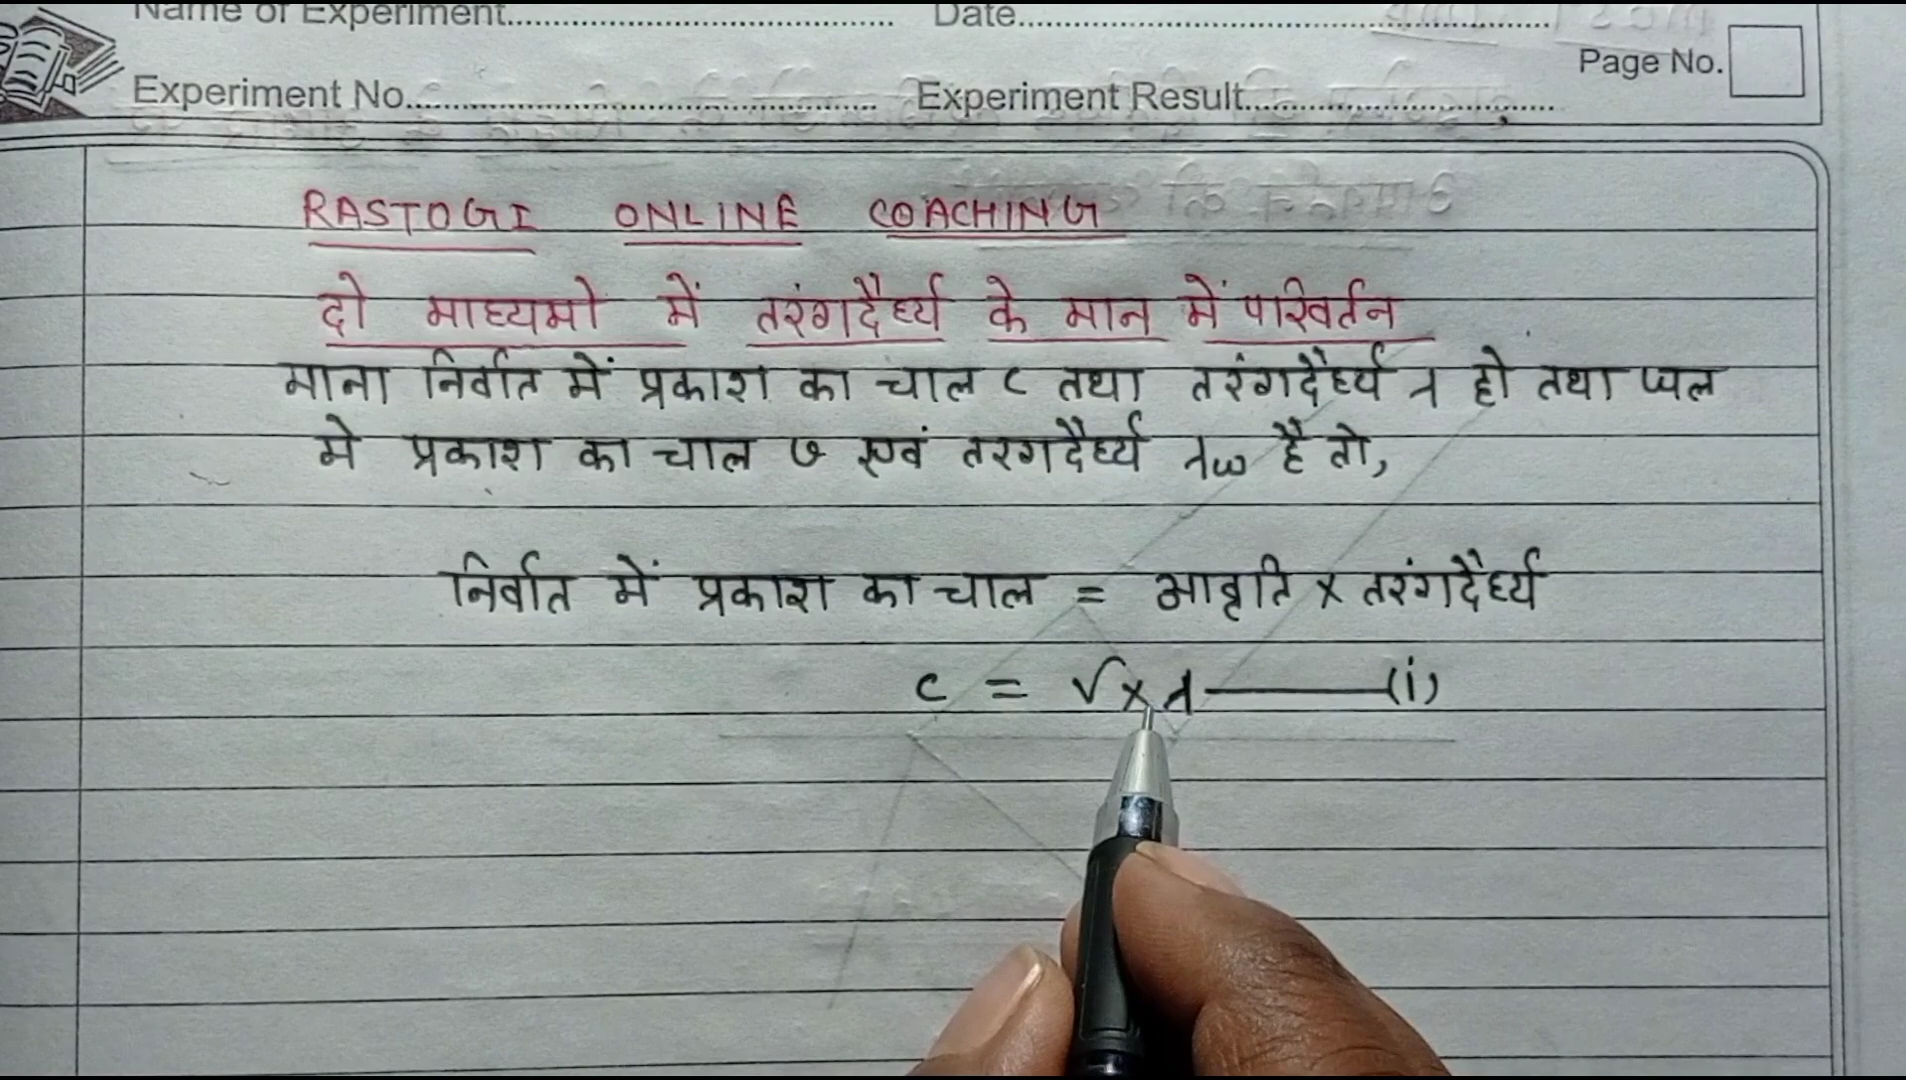 Name of Experiment.................... Date....................
Page No.
Experiment No.................... Experiment Result....................
RASTOGI ONLINE COACHING
दो माध्यमो में तरंगदैर्ध्य के मान में परिवर्तन
माना निर्वात में प्रकाश का चाल c तथा तरंगदैर्ध्य λ हो तथा जल
मे प्रकाश का चाल v एवं तरगदैर्ध्य λω है तो,
निर्वात में प्रकाश का चाल = आवृति × तरंगदैर्ध्य
c = ν × λ ———(i)